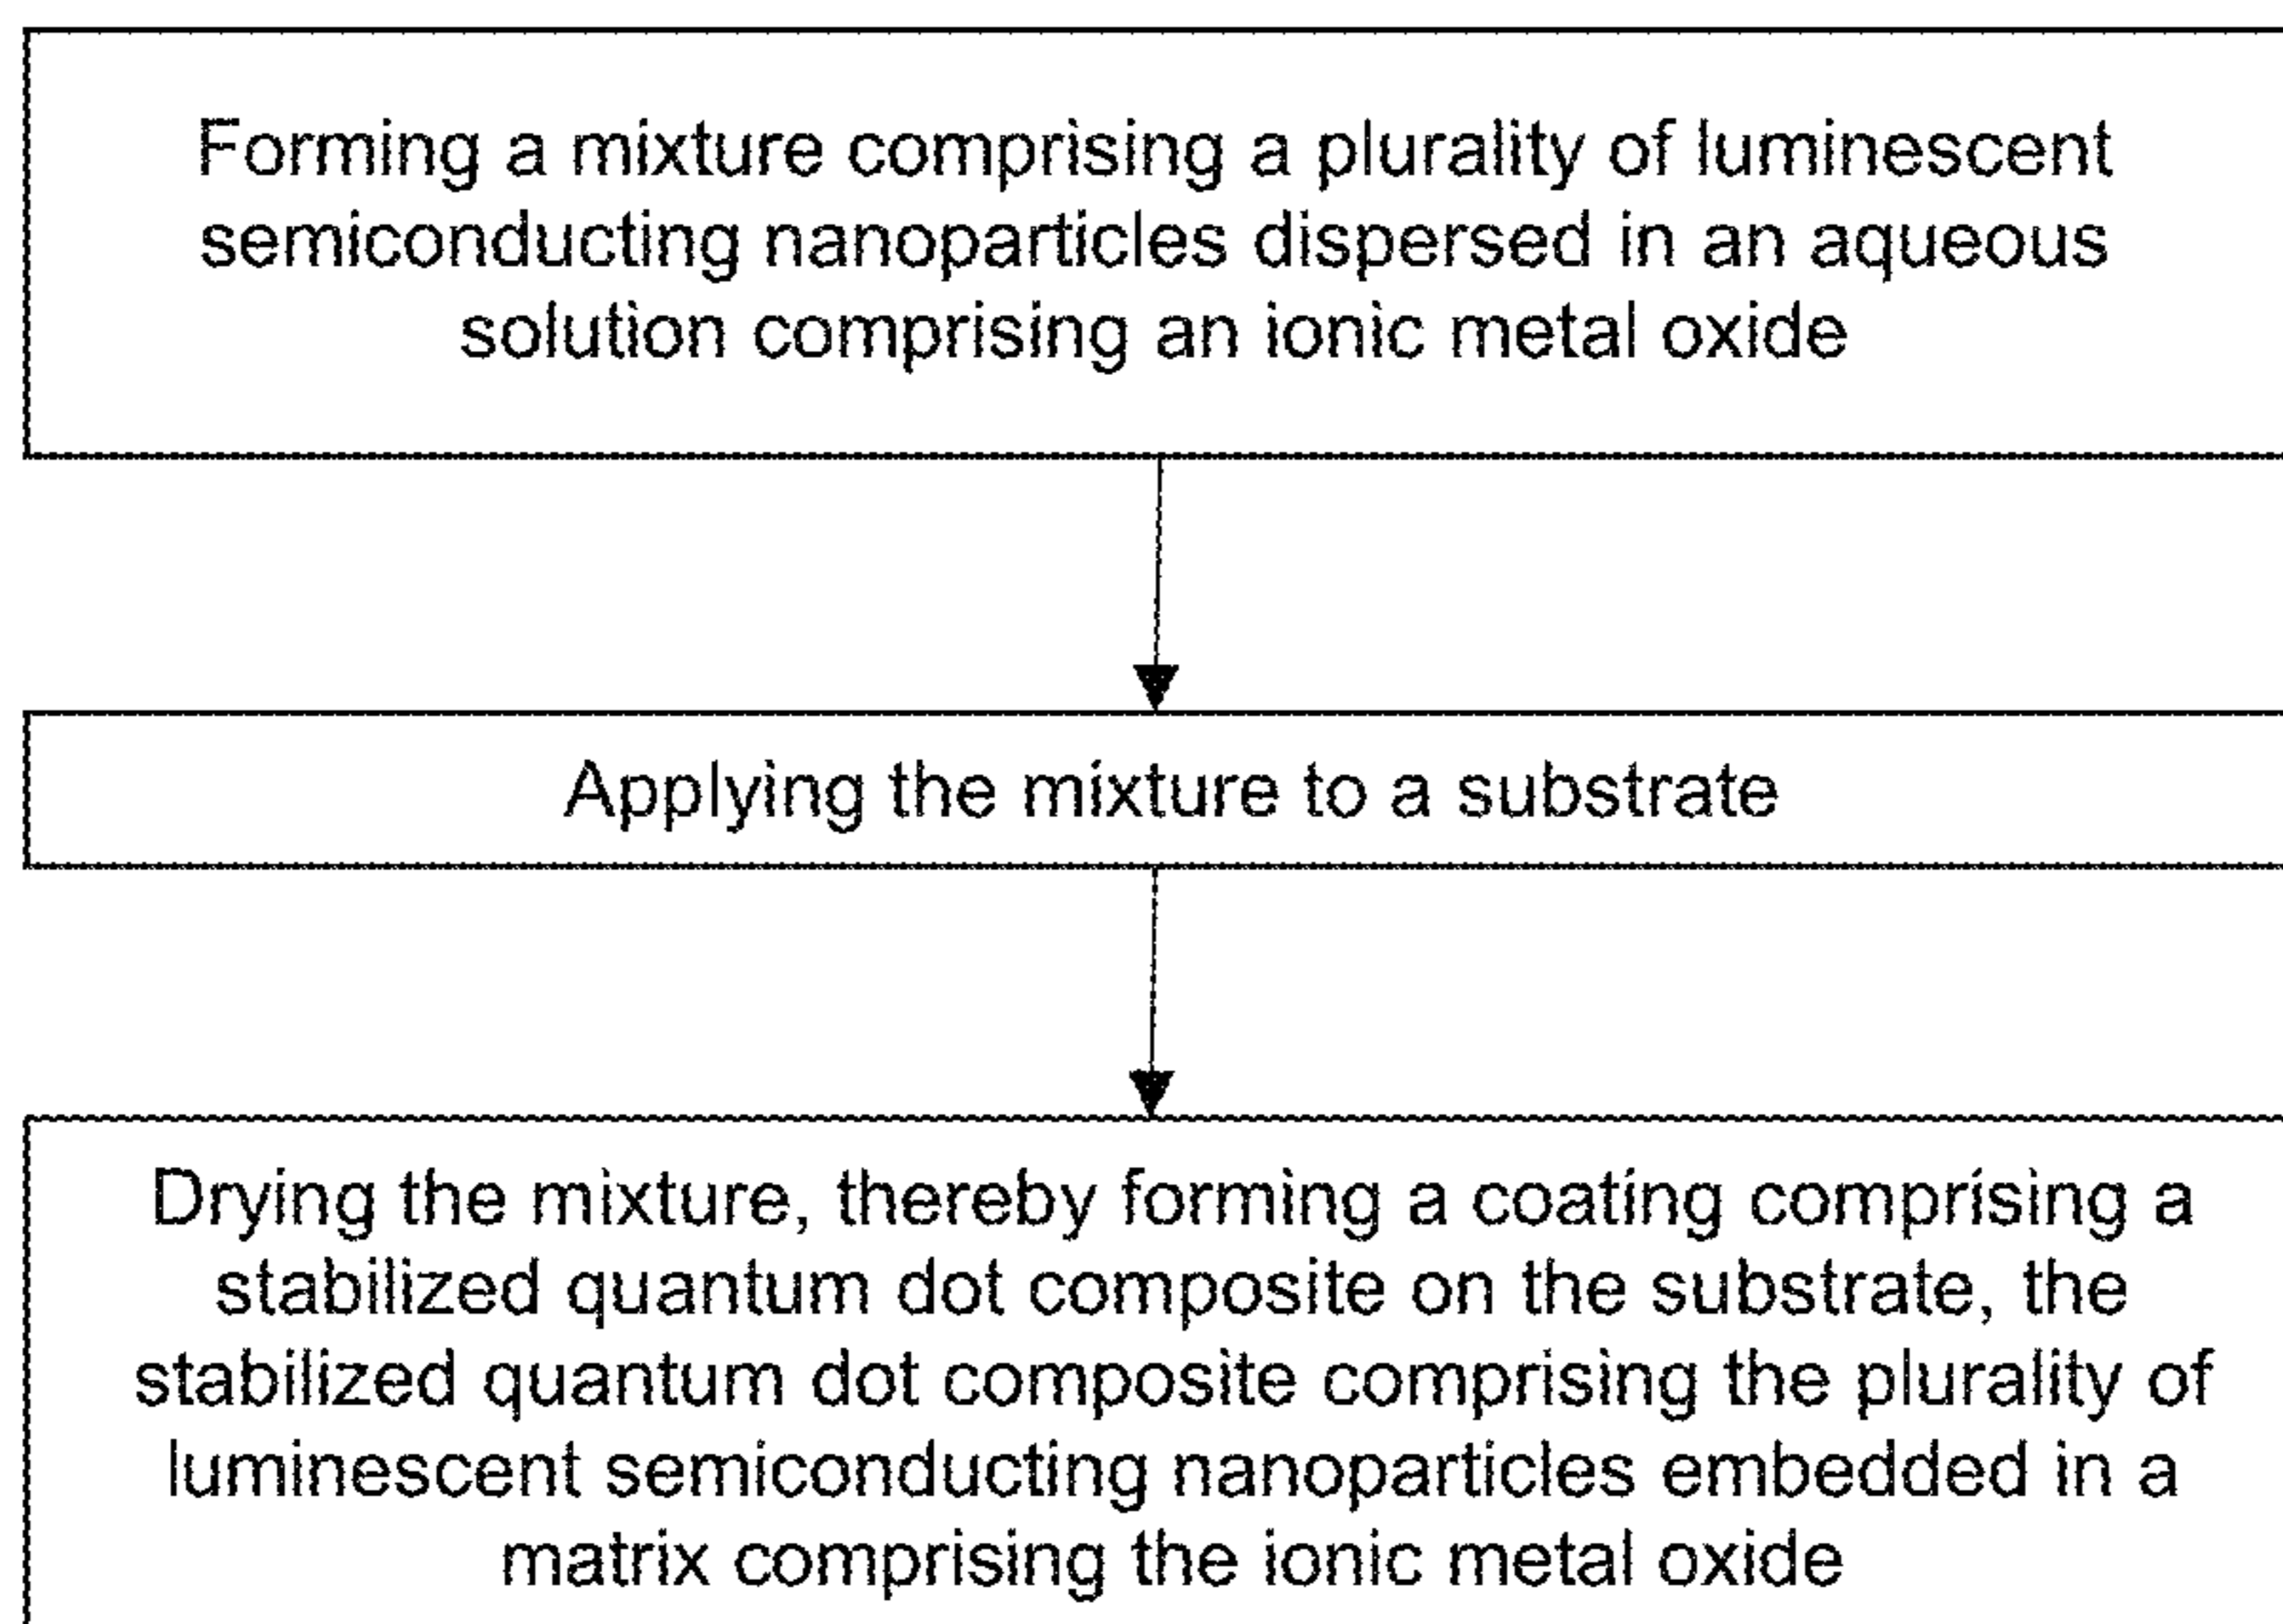 Forming a mixture comprising a plurality of luminescent
semiconducting nanoparticles dispersed in an aqueous
solution comprising an ionic metal oxide
Applying the mixture to a substrate
Drying the mixture, thereby forming a coating comprising a
stabilized quantum dot composite on the substrate, the
stabilized quantum dot composite comprising the plurality of
luminescent semiconducting nanoparticles embedded in a
matrix comprising the ionic metal oxide